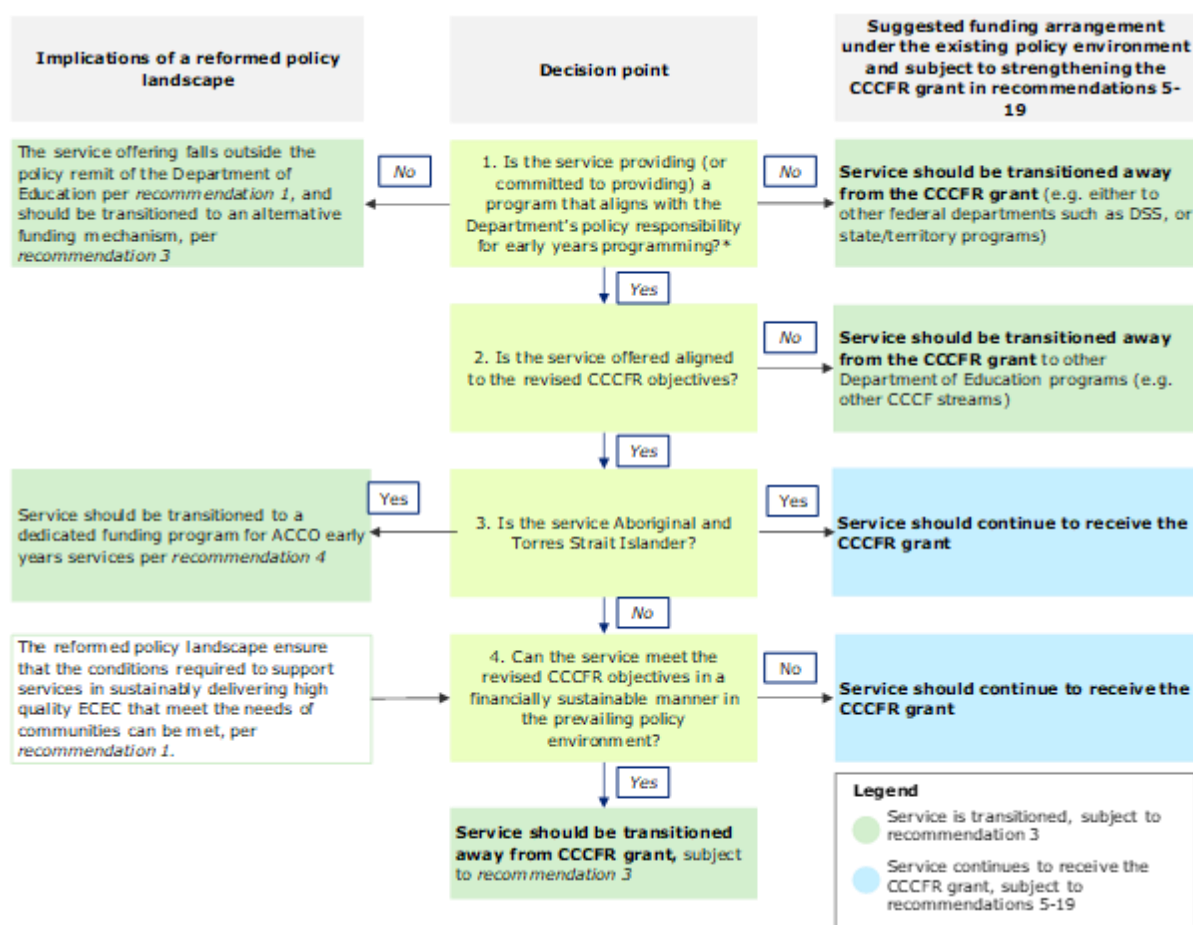 Implications of a reformed policy
landscape
Decision point
Suggested funding arrangement
under the existing policy environment
and subject to strengthening the
CCCFR grant in recommendations 5-
19
The service offering falls outside the
policy remit of the Department of
Education per recommendation 1, and
should be transitioned to an alternative
funding mechanism, per
recommendation 3
No
1. Is the service providing (or
committed to providing) a
program that aligns with the
Department's policy responsibility
for early years programming?*
No
Service should be transitioned away
from the CCCFR grant (e.g. either to
other federal departments such as DSS, or
state/territory programs)
Yes
2. Is the service offered aligned
to the revised CCCFR objectives?
No
Service should be transitioned away
from the CCCFR grant to other
Department of Education programs (e.g.
other CCCF streams)
Yes
Service should be transitioned to a
dedicated funding program for ACCO early
years services per recommendation 4
Yes
3. Is the service Aboriginal and
Torres Strait Islander?
Yes
Service should continue to receive the
CCCFR grant
No
The reformed policy landscape ensure
that the conditions required to support
services in sustainably delivering high
quality ECEC that meet the needs of
communities can be met, per
recommendation 1.
4. Can the service meet the
revised CCCFR objectives in a
financially sustainable manner in
the prevailing policy
environment?
No
Service should continue to receive the
CCCFR grant
Yes
Service should be transitioned
away from CCCFR grant, subject
to recommendation 3
Legend
Service is transitioned, subject to
recommendation 3
Service continues to receive the
CCCFR grant, subject to
recommendations 5-19